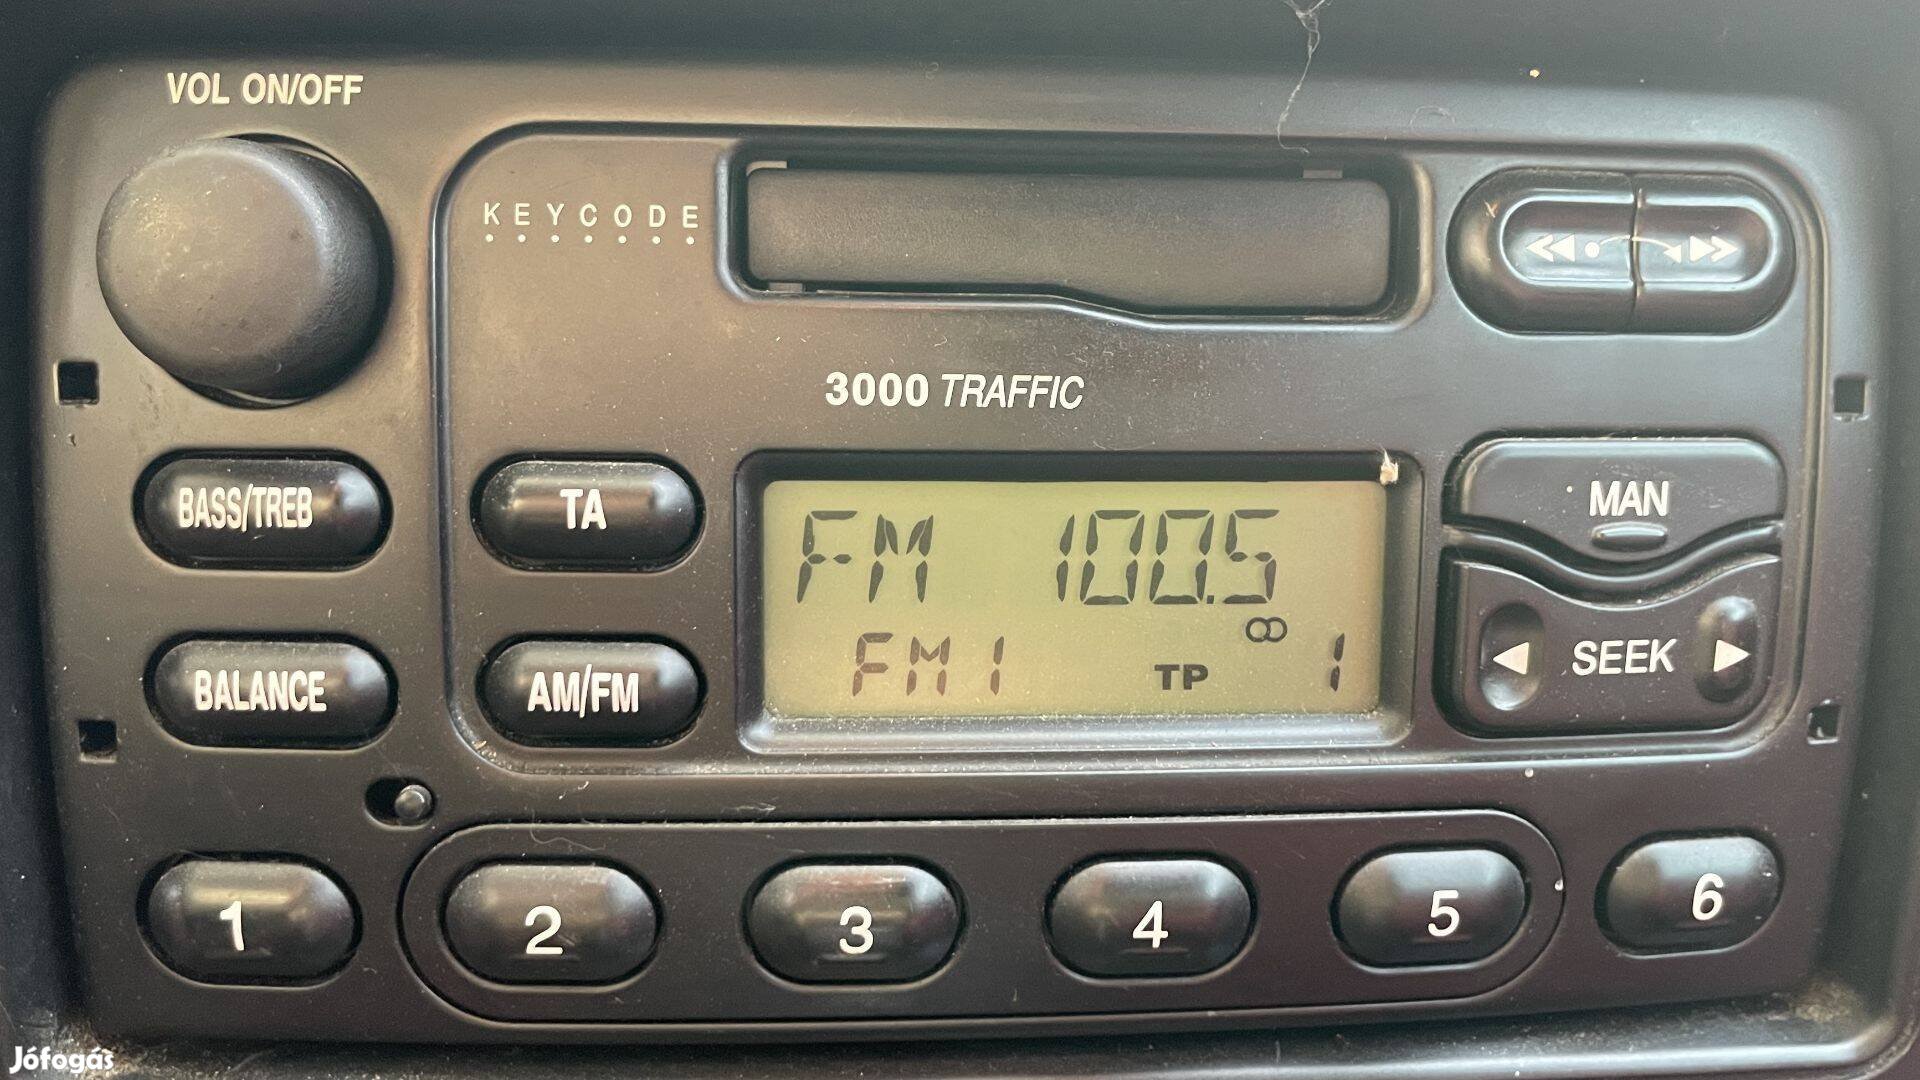 VOL ON/OFF
KEYCODE
3000 TRAFFIC
BASS/TREB
TA
FM 100.5
MAN
BALANCE
AM/FM
FM1 TP 1
SEEK
1 2 3 4 5 6
Jófogás